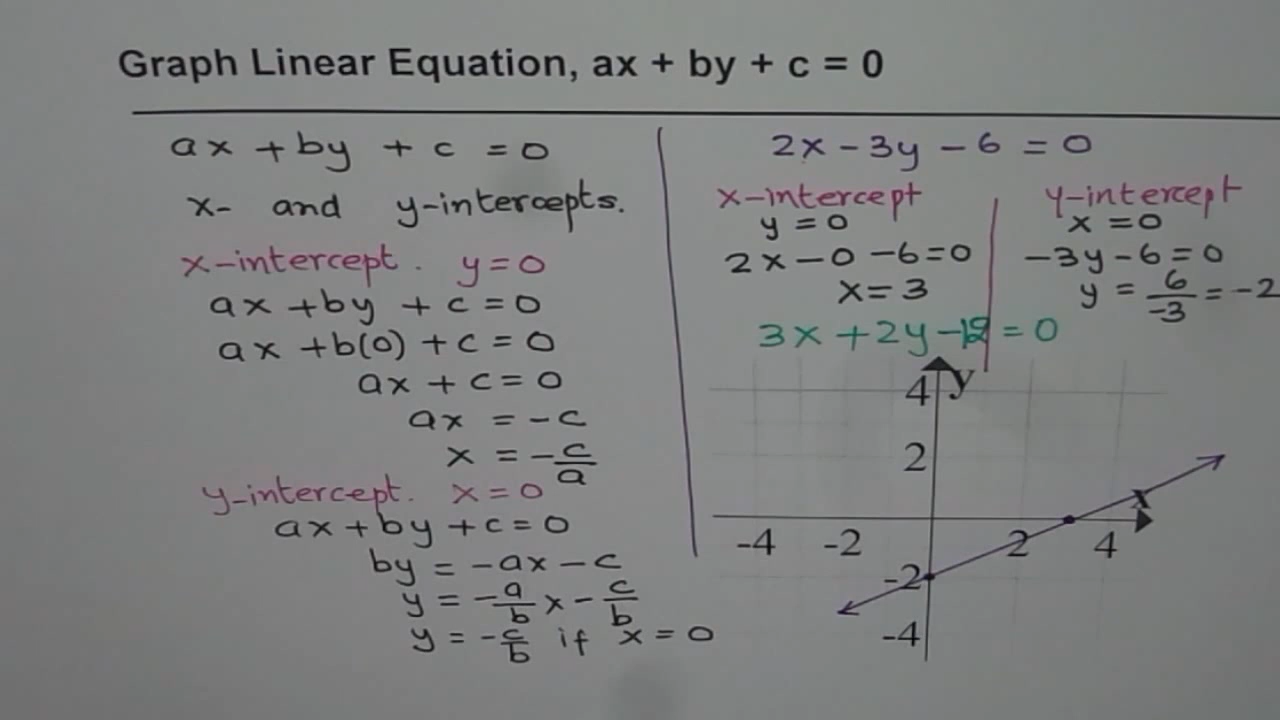 Graph Linear Equation, ax + by + c = 0
ax + by + c = 0
x- and y-intercepts.
x-intercept. y=0
ax + by + c = 0
ax + b(0) + c = 0
ax + c = 0
ax = -c
x = -c/a
y-intercept. x=0
ax + by + c = 0
by = -ax - c
y = -a/b x - c/b
y = -c/b if x = 0
2x - 3y - 6 = 0
x-intercept
y = 0
2x - 0 - 6 = 0
x = 3
y-intercept
x = 0
-3y - 6 = 0
y = 6/-3 = -2
3x + 2y - = 0
y
4
2
x
-4 -2 2 4
-2
-4